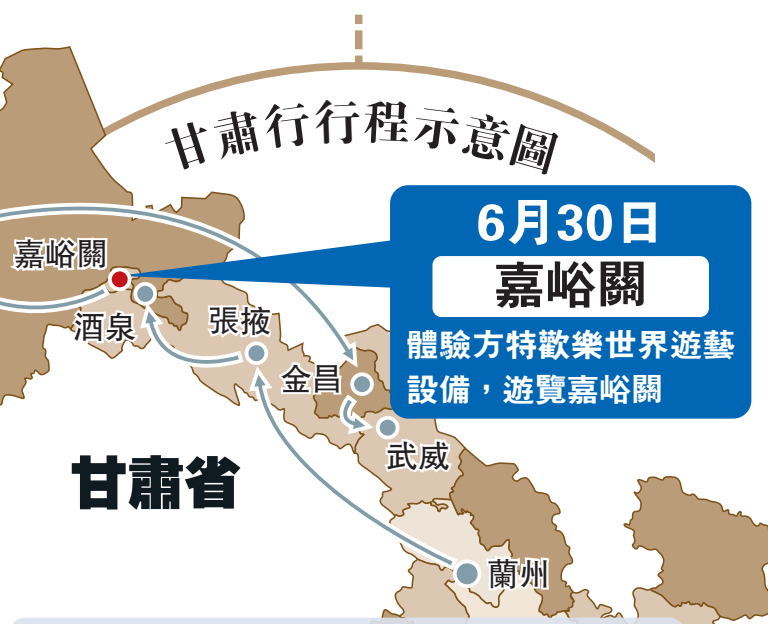 甘肅行行程示意圖
6月30日
嘉峪關
體驗方特歡樂世界遊藝
設備，遊覽嘉峪關
嘉峪關
酒泉
張掖
金昌
武威
甘肅省
蘭州